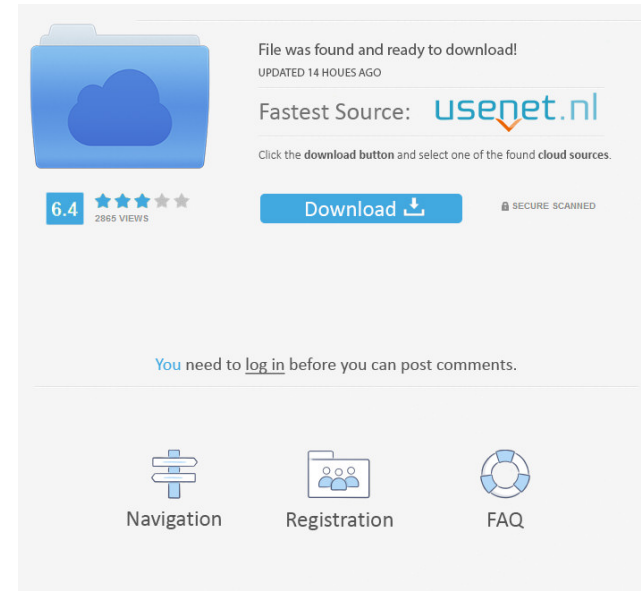 File was found and ready to download!
UPDATED 14 HOUES AGO
Fastest Source: usenet.nl
Click the download button and select one of the found cloud sources.
6.4
2865 VIEWS
Download
SECURE SCANNED
You need to log in before you can post comments.
Navigation
Registration
FAQ